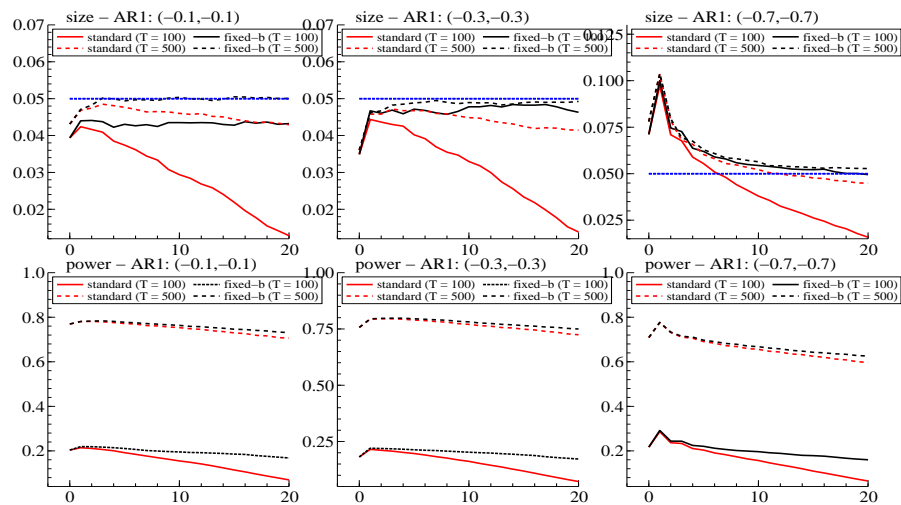 size – AR1: (−0.1,−0.1)
standard (T = 100) fixed−b (T = 100)
standard (T = 500) fixed−b (T = 500)
0.07
0.06
0.05
0.04
0.03
0.02
0 10 20
size – AR1: (−0.3,−0.3)
standard (T = 100) fixed−b (T = 100)
standard (T = 500) fixed−b (T = 500)
0.07
0.06
0.05
0.04
0.03
0.02
0 10 20
size – AR1: (−0.7,−0.7)
standard (T = 100) fixed−b (T = 100)
standard (T = 500) fixed−b (T = 500)
0.125
0.100
0.075
0.050
0.025
0 10 20
power – AR1: (−0.1,−0.1)
standard (T = 100) fixed−b (T = 100)
standard (T = 500) fixed−b (T = 500)
1.0
0.8
0.6
0.4
0.2
0 10 20
power – AR1: (−0.3,−0.3)
standard (T = 100) fixed−b (T = 100)
standard (T = 500) fixed−b (T = 500)
1.00
0.75
0.50
0.25
0 10 20
power – AR1: (−0.7,−0.7)
standard (T = 100) fixed−b (T = 100)
standard (T = 500) fixed−b (T = 500)
1.0
0.8
0.6
0.4
0.2
0 10 20